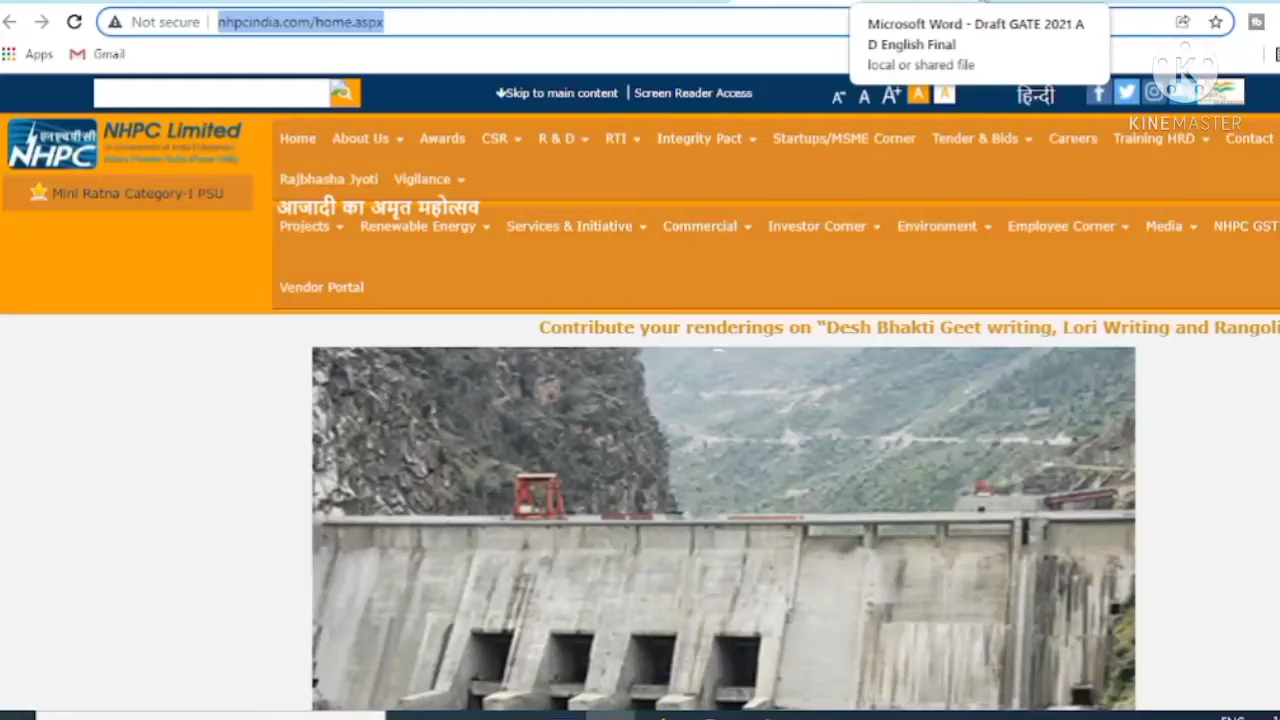 Not secure | nhpcindia.com/home.aspx
Microsoft Word - Draft GATE 2021 A
D English Final
local or shared file
Apps Gmail
Skip to main content | Screen Reader Access
A- A A+ A A हिन्दी
KINEMASTER
एनएचपीसी
NHPC
NHPC Limited
Mini Ratna Category-I PSU
Home About Us Awards CSR R & D RTI Integrity Pact Startups/MSME Corner Tender & Bids Careers Training HRD Contact
Rajbhasha Jyoti Vigilance
आजादी का अमृत महोत्सव
Projects Renewable Energy Services & Initiative Commercial Investor Corner Environment Employee Corner Media NHPC GST
Vendor Portal
Contribute your renderings on “Desh Bhakti Geet writing, Lori Writing and Rangoli
ENG